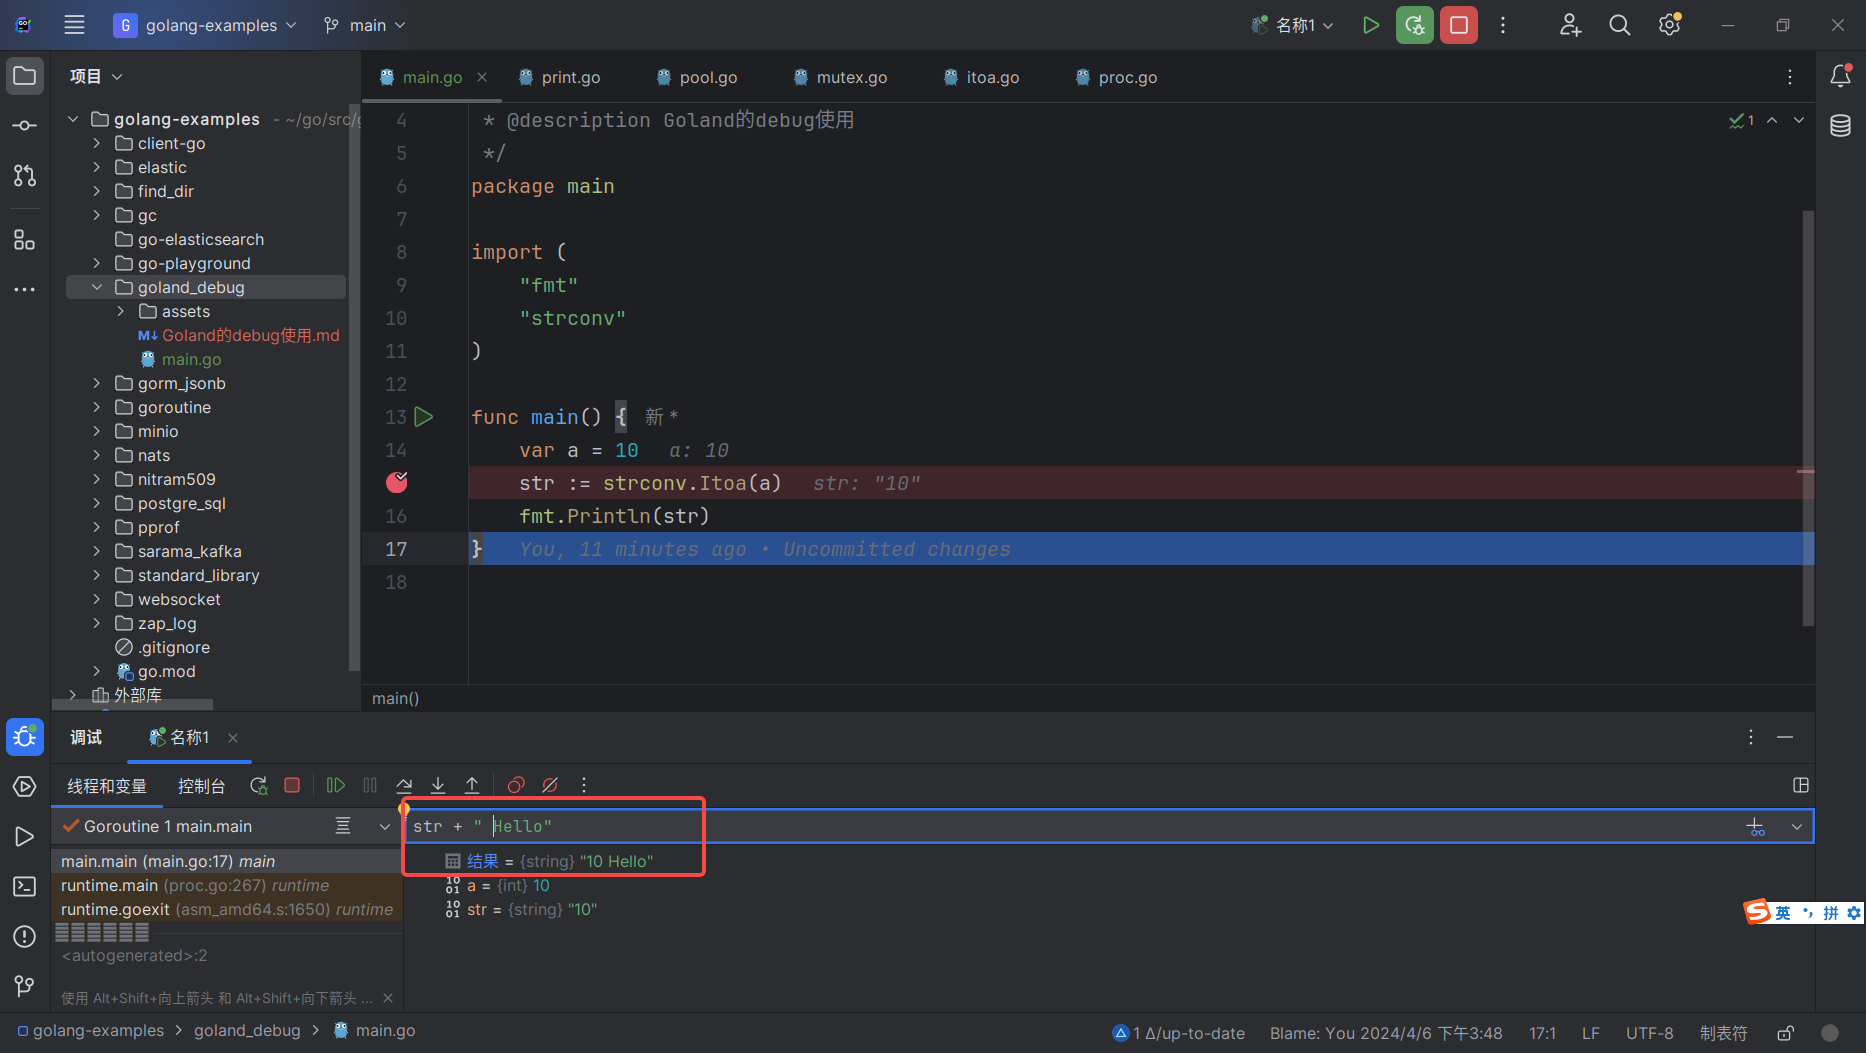 G golang-examples main 名称1
项目
main.go print.go pool.go mutex.go itoa.go proc.go
golang-examples - ~/go/src/g
client-go
elastic
find_dir
gc
go-elasticsearch
go-playground
goland_debug
assets
M↓ Goland的debug使用.md
main.go
gorm_jsonb
goroutine
minio
nats
nitram509
postgre_sql
pprof
sarama_kafka
standard_library
websocket
zap_log
.gitignore
go.mod
外部库
4 * @description Goland的debug使用
5 */
6 package main
7
8 import (
9 "fmt"
10 "strconv"
11 )
12
13 func main() { 新 *
14 var a = 10 a: 10
str := strconv.Itoa(a) str: "10"
16 fmt.Println(str)
17 } You, 11 minutes ago • Uncommitted changes
18
1
main()
调试 名称1
线程和变量 控制台
Goroutine 1 main.main
main.main (main.go:17) main
runtime.main (proc.go:267) runtime
runtime.goexit (asm_amd64.s:1650) runtime
<autogenerated>:2
使用 Alt+Shift+向上箭头 和 Alt+Shift+向下箭头 ...
str + " Hello"
结果 = {string} "10 Hello"
a = {int} 10
str = {string} "10"
S 英 拼
golang-examples > goland_debug > main.go
1 Δ/up-to-date Blame: You 2024/4/6 下午3:48 17:1 LF UTF-8 制表符